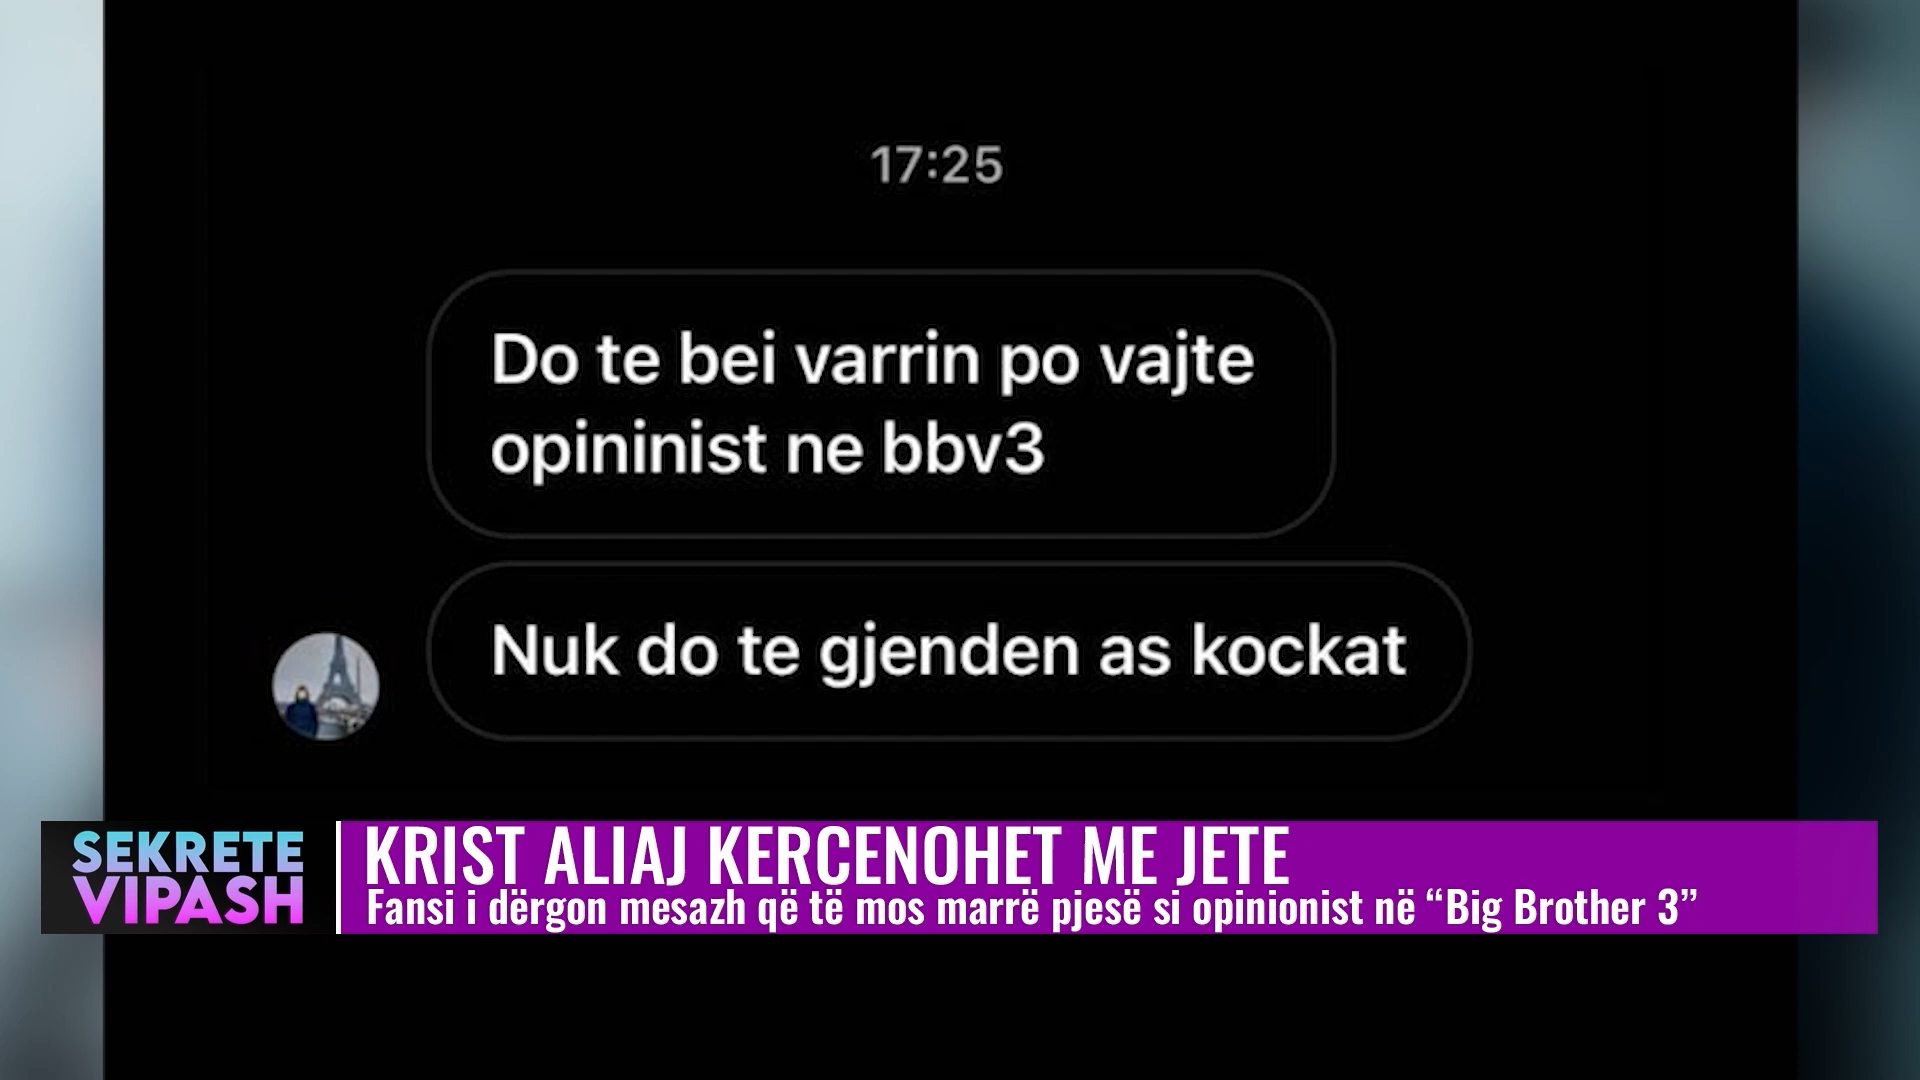 17:25
Do te bei varrin po vajte
opininist ne bbv3
Nuk do te gjenden as kockat
SEKRETE
VIPASH
KRIST ALIAJ KERCENOHET ME JETE
Fansi i dërgon mesazh që të mos marrë pjesë si opinionist në “Big Brother 3”